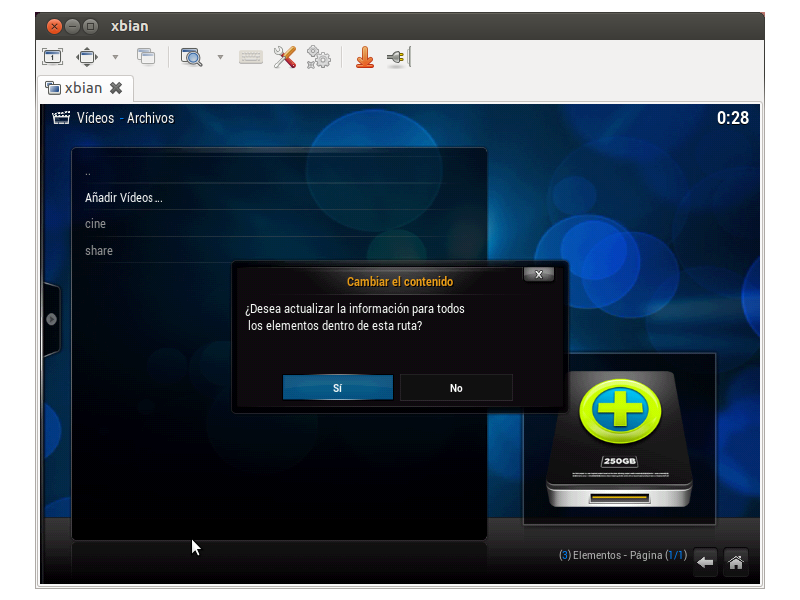 xbian
xbian
Vídeos - Archivos
0:28
..
Añadir Vídeos...
cine
share
Cambiar el contenido
X
¿Desea actualizar la información para todos
los elementos dentro de esta ruta?
Sí
No
250GB
(3) Elementos - Página (1/1)